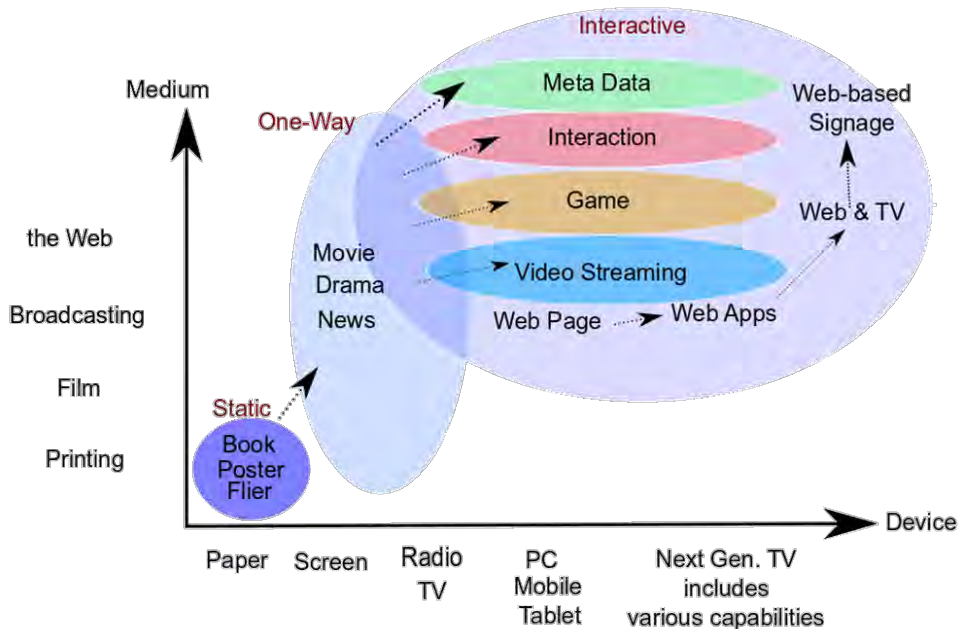 Interactive
Medium
Meta Data
Web-based
Signage
One-Way
Interaction
Game
Web & TV
the Web
Movie
Drama
News
Video Streaming
Broadcasting
Web Page
Web Apps
Film
Static
Printing
Book
Poster
Flier
Device
Paper
Screen
Radio
TV
PC
Mobile
Tablet
Next Gen. TV
includes
various capabilities